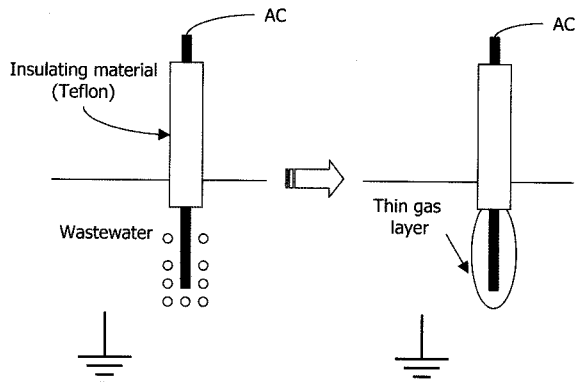 AC
Insulating material
(Teflon)
Wastewater
AC
Thin gas
layer